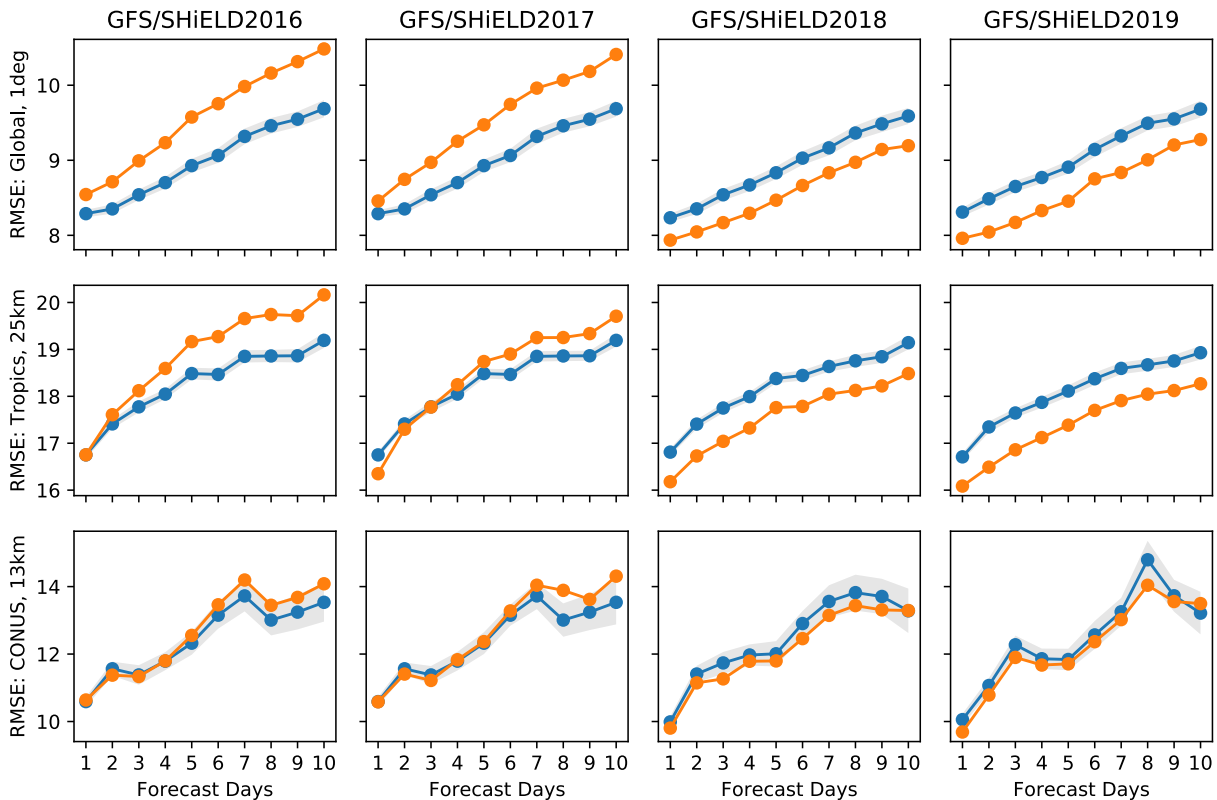 GFS/SHiELD2016 GFS/SHiELD2017 GFS/SHiELD2018 GFS/SHiELD2019
RMSE: Global, 1deg
10
9
8
RMSE: Tropics, 25km
20
19
18
17
16
RMSE: CONUS, 13km
14
12
10
1 2 3 4 5 6 7 8 9 10 1 2 3 4 5 6 7 8 9 10 1 2 3 4 5 6 7 8 9 10 1 2 3 4 5 6 7 8 9 10
Forecast Days Forecast Days Forecast Days Forecast Days